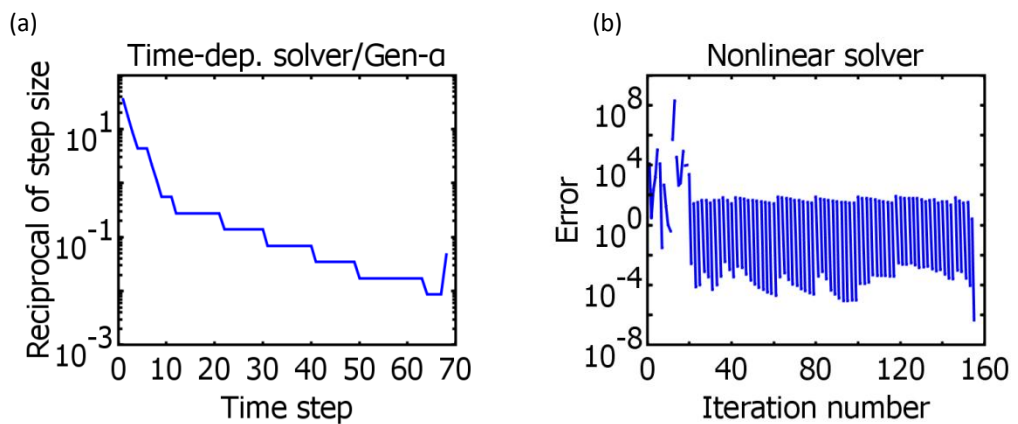 (a)
Time-dep. solver/Gen-α
Reciprocal of step size
10^1
10^-1
10^-3
0 10 20 30 40 50 60 70
Time step
(b)
Nonlinear solver
Error
10^8
10^4
10^0
10^-4
10^-8
0 40 80 120 160
Iteration number